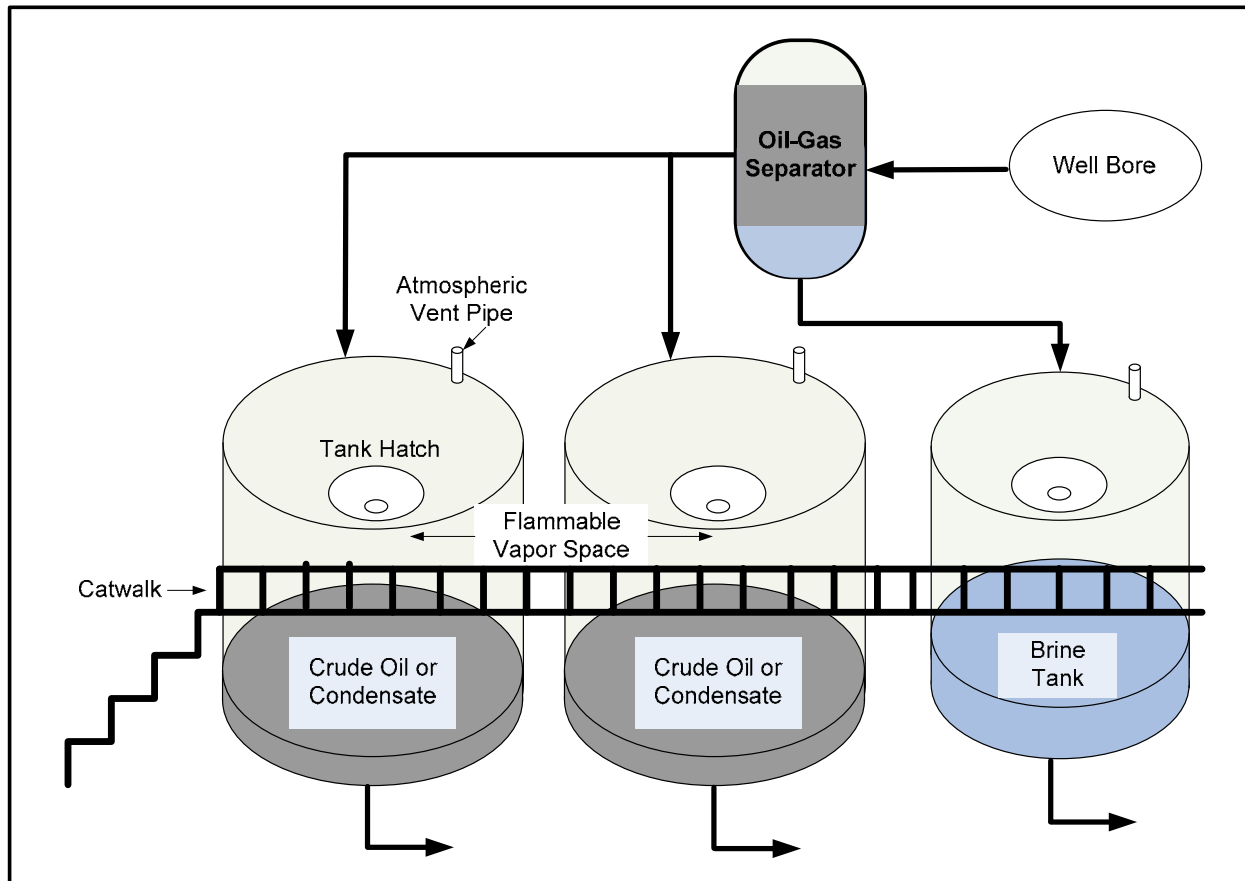 Oil-Gas
Separator
Well Bore
Atmospheric
Vent Pipe
Tank Hatch
Flammable
Vapor Space
Catwalk
Crude Oil or
Condensate
Crude Oil or
Condensate
Brine
Tank